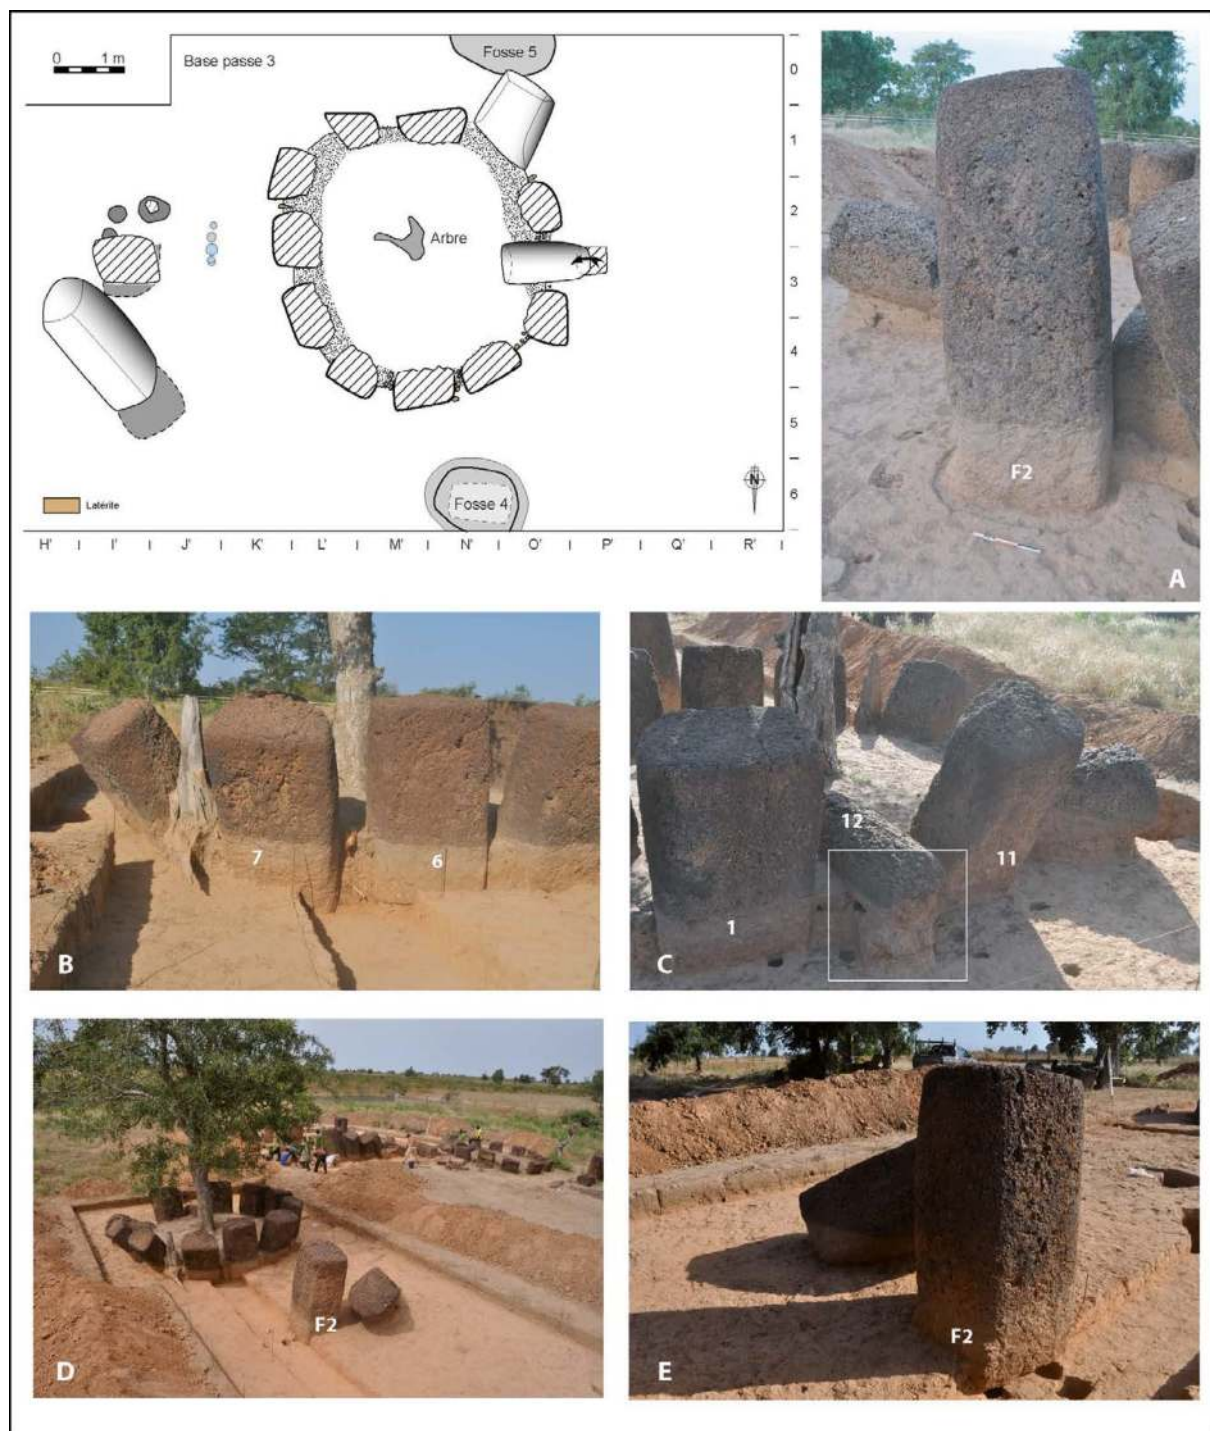 0 1 m
Base passe 3
Fosse 5
0
1
2
3
4
5
6
Arbre
Fosse 4
N
Latérite
H' I I' I J' I K' I L' I M' I N' I O' I P' I Q' I R' I
F2
A
7
6
B
12
11
1
C
F2
D
F2
E